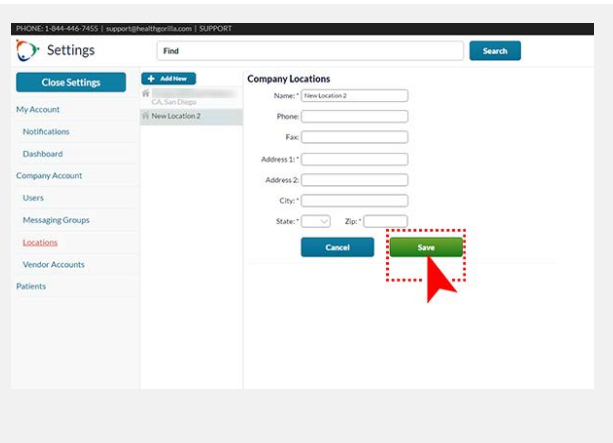 PHONE: 1-844-446-7455 | support@healthgorilla.com | SUPPORT
Settings
Find
Search
Close Settings
+ Add New
Company Locations
CA, San Diego
New Location 2
My Account
Notifications
Dashboard
Company Account
Users
Messaging Groups
Locations
Vendor Accounts
Patients
Name: * New Location 2
Phone:
Fax:
Address 1: *
Address 2:
City: *
State: * Zip: *
Cancel
Save